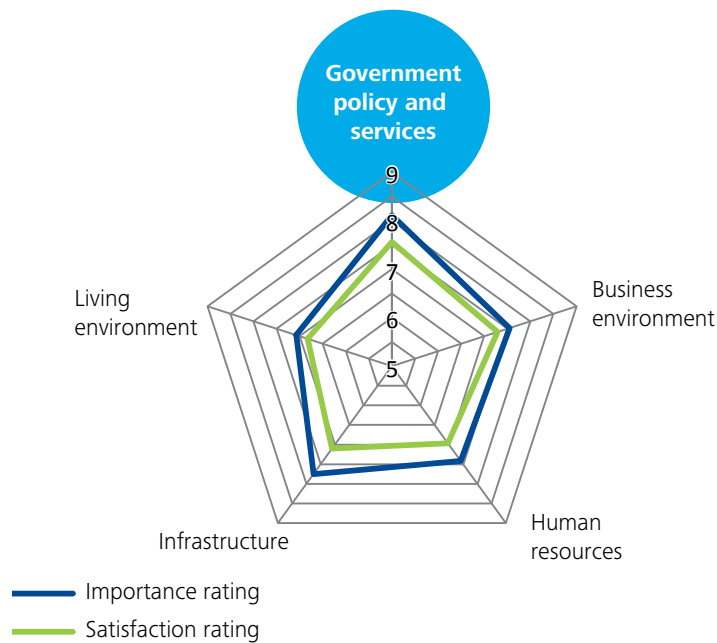 Government
policy and
services
9
8
7
6
5
Living
environment
Business
environment
Infrastructure
Human
resources
Importance rating
Satisfaction rating